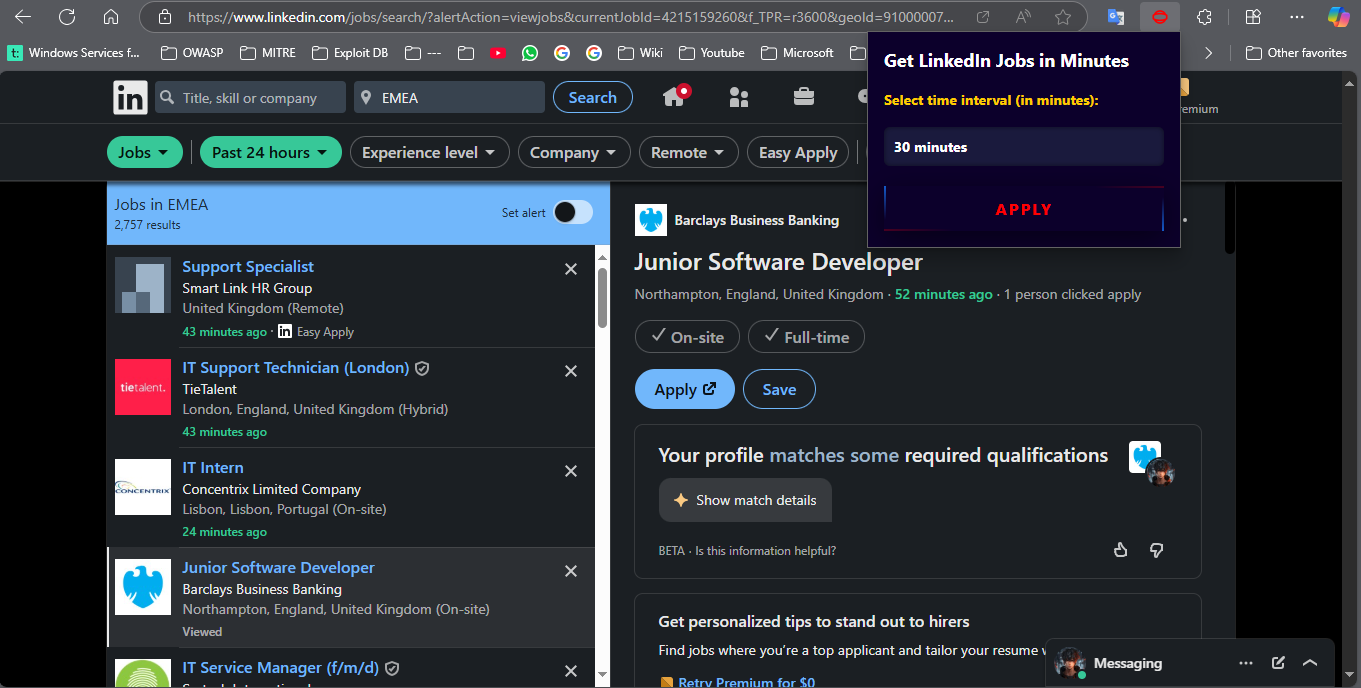 https://www.linkedin.com/jobs/search/?alertAction=viewjobs&currentJobId=4215159260&f_TPR=r3600&geoId=91000007...
Windows Services f... OWASP MITRE Exploit DB --- Wiki Youtube Microsoft Other favorites
Get LinkedIn Jobs in Minutes
Select time interval (in minutes):
30 minutes
APPLY
in Title, skill or company EMEA Search
Jobs Past 24 hours Experience level Company Remote Easy Apply
Jobs in EMEA
2,757 results
Set alert
Support Specialist
Smart Link HR Group
United Kingdom (Remote)
43 minutes ago · in Easy Apply
tietalent.
IT Support Technician (London)
TieTalent
London, England, United Kingdom (Hybrid)
43 minutes ago
CONCENTRIX
IT Intern
Concentrix Limited Company
Lisbon, Lisbon, Portugal (On-site)
24 minutes ago
Junior Software Developer
Barclays Business Banking
Northampton, England, United Kingdom (On-site)
Viewed
IT Service Manager (f/m/d)
Barclays Business Banking
Junior Software Developer
Northampton, England, United Kingdom · 52 minutes ago · 1 person clicked apply
On-site Full-time
Apply Save
Your profile matches some required qualifications
Show match details
BETA · Is this information helpful?
Get personalized tips to stand out to hirers
Find jobs where you're a top applicant and tailor your resume
Retry Premium for $0
Messaging